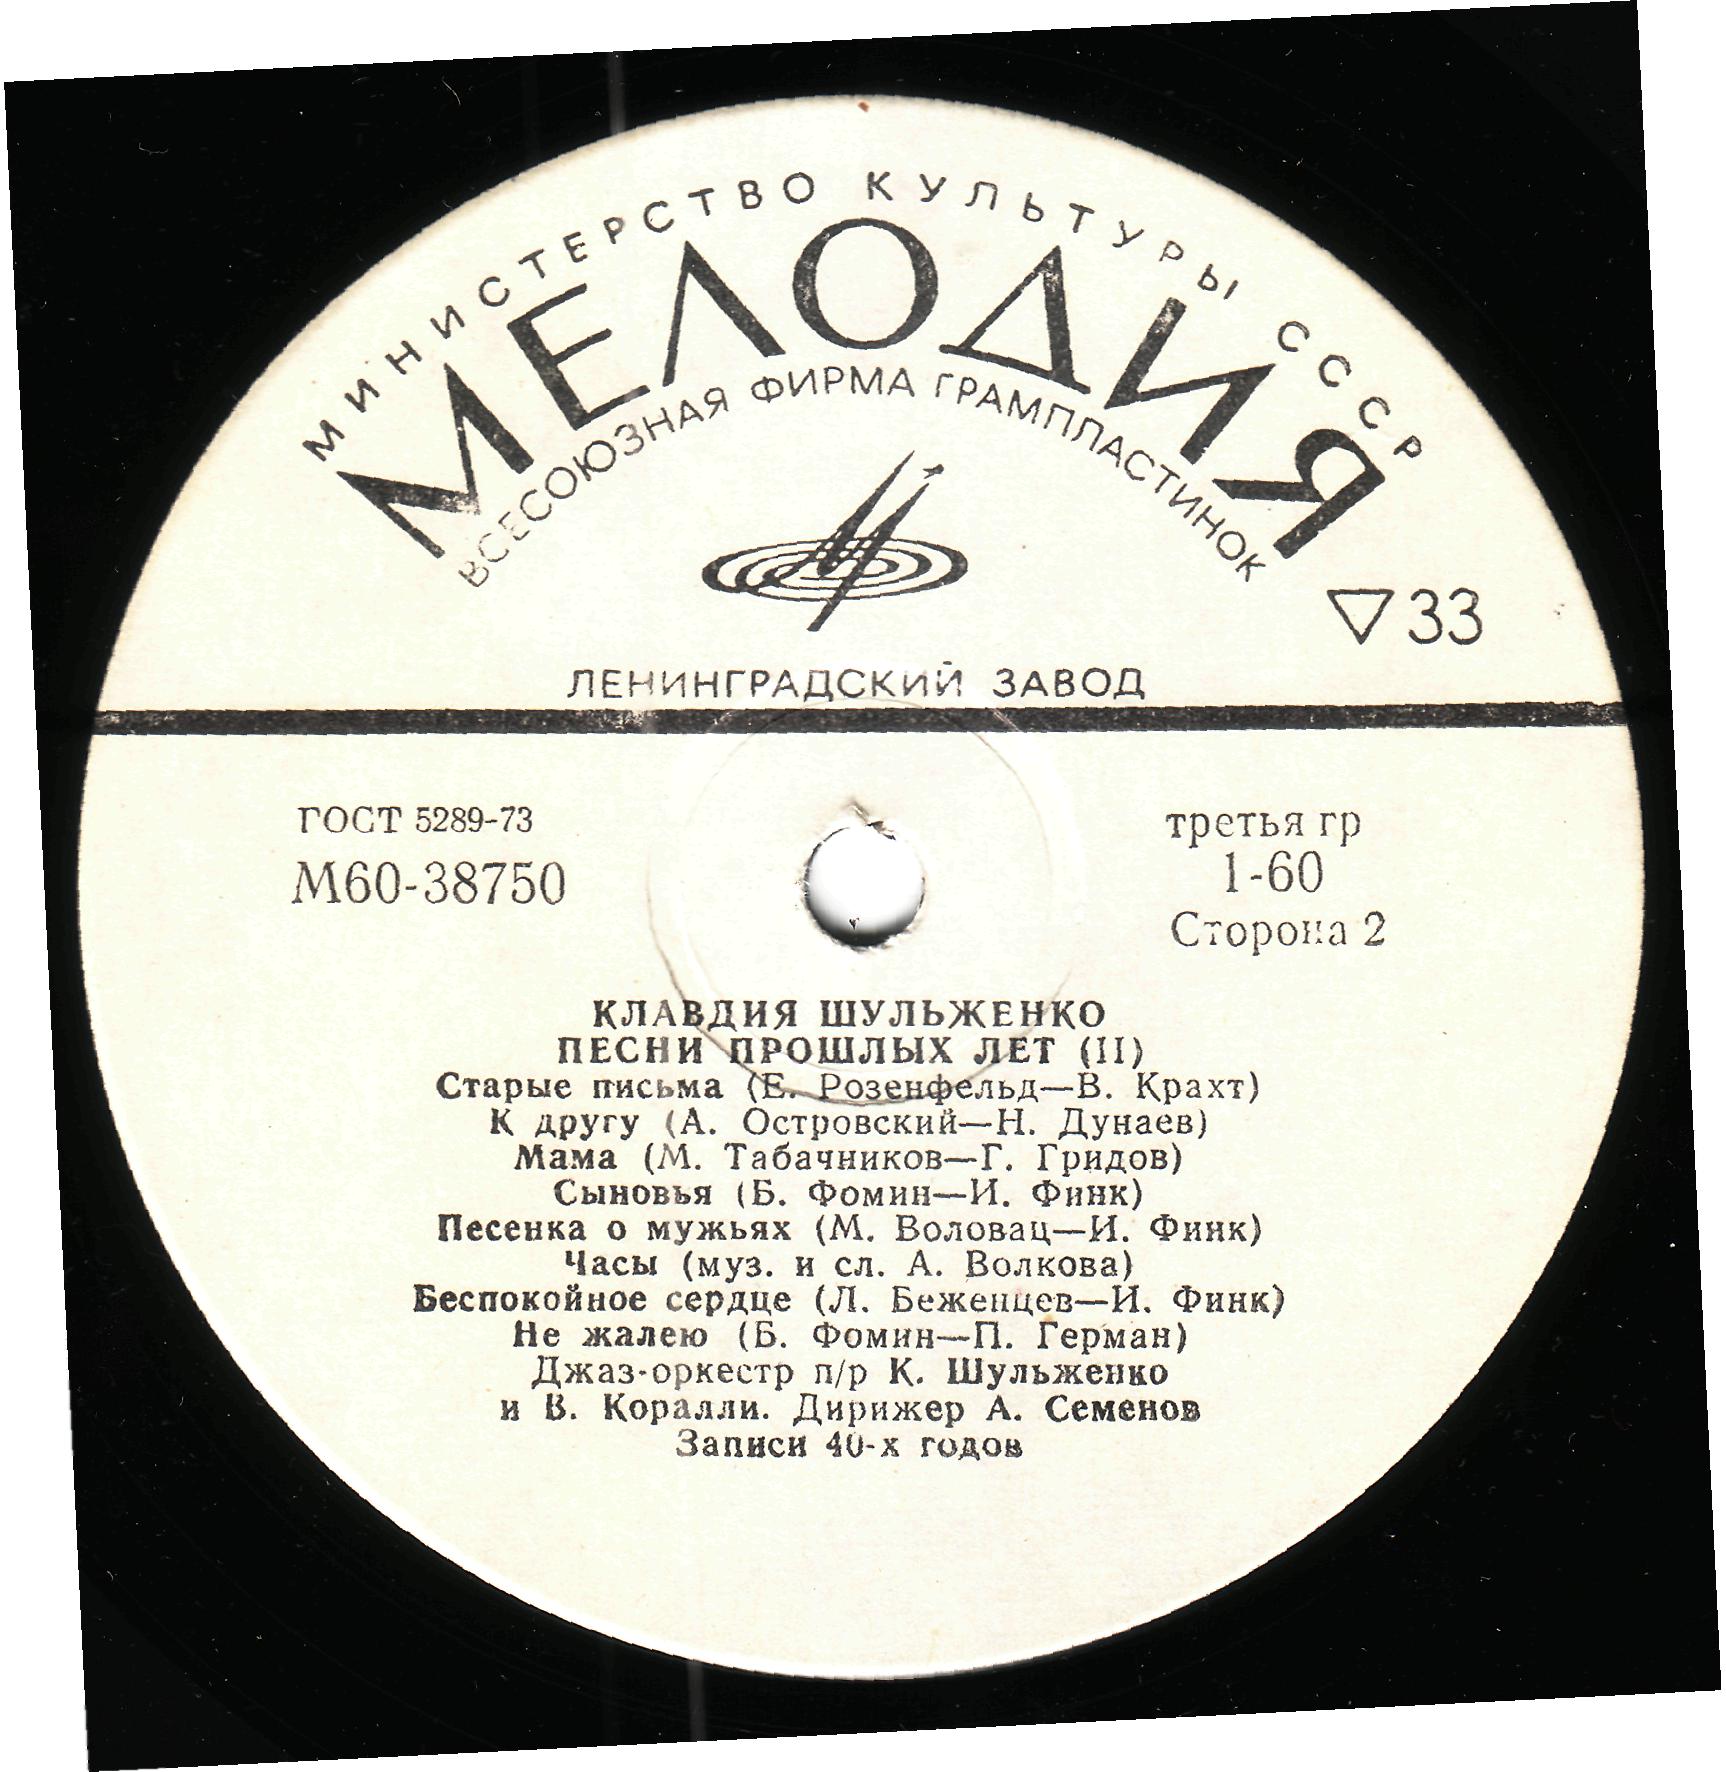 МИНИСТЕРСТВО КУЛЬТУРЫ СССР
МЕЛОДИЯ
ВСЕСОЮЗНАЯ ФИРМА ГРАМПЛАСТИНОК
33
ЛЕНИНГРАДСКИЙ ЗАВОД
ГОСТ 5289-73
М60-38750
третья гр
1-60
Сторона 2
КЛАВДИЯ ШУЛЬЖЕНКО
ПЕСНИ ПРОШЛЫХ ЛЕТ (II)
Старые письма (Е. Розенфельд—В. Крахт)
К другу (А. Островский—Н. Дунаев)
Мама (М. Табачников—Г. Гридов)
Сыновья (Б. Фомин—И. Финк)
Песенка о мужьях (М. Воловац—И. Финк)
Часы (муз. и сл. А. Волкова)
Беспокойное сердце (Л. Беженцев—И. Финк)
Не жалею (Б. Фомин—П. Герман)
Джаз-оркестр п/р К. Шульженко
и В. Коралли. Дирижер А. Семенов
Записи 40-х годов